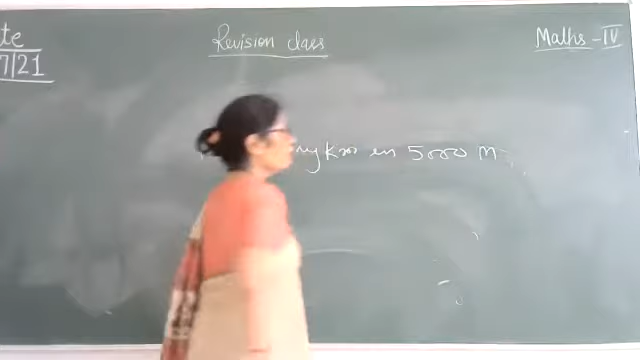 te
Revision class
Maths - IV
7/21
ny Km in 5000 M